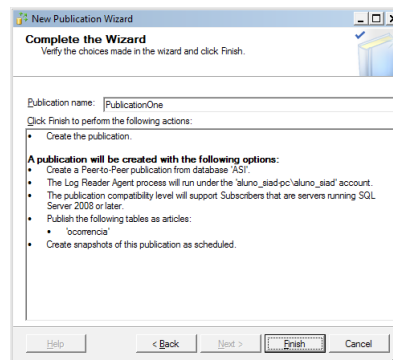 New Publication Wizard
Complete the Wizard
Verify the choices made in the wizard and click Finish.
Publication name: PublicationOne
Click Finish to perform the following actions:
• Create the publication.
A publication will be created with the following options:
• Create a Peer-to-Peer publication from database 'ASI'.
• The Log Reader Agent process will run under the 'aluno_siad-pc\aluno_siad' account.
• The publication compatibility level will support Subscribers that are servers running SQL
Server 2008 or later.
• Publish the following tables as articles:
• 'ocorrencia'
• Create snapshots of this publication as scheduled.
Help
< Back
Next >
Finish
Cancel